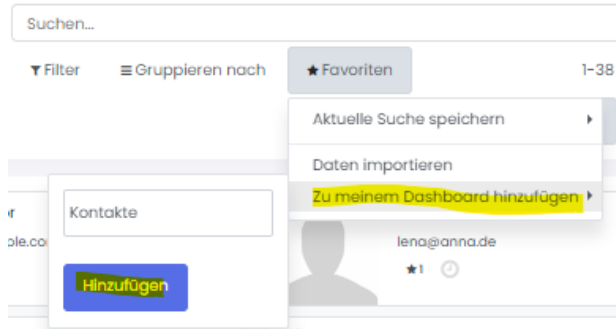 Suchen...
Filter Gruppieren nach Favoriten 1-38
Aktuelle Suche speichern
Daten importieren
Zu meinem Dashboard hinzufügen
Kontakte
lena@anna.de
1
Hinzufügen